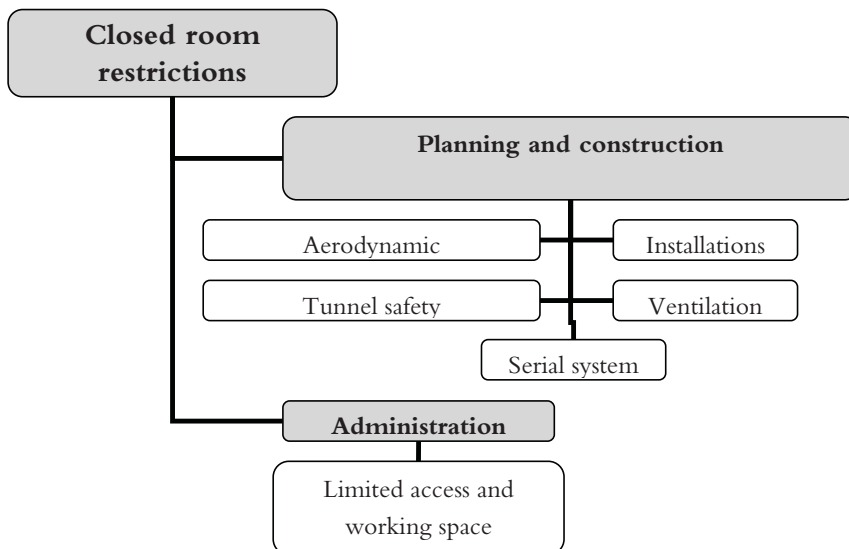 Closed room
restrictions
Planning and construction
Aerodynamic
Installations
Tunnel safety
Ventilation
Serial system
Administration
Limited access and
working space